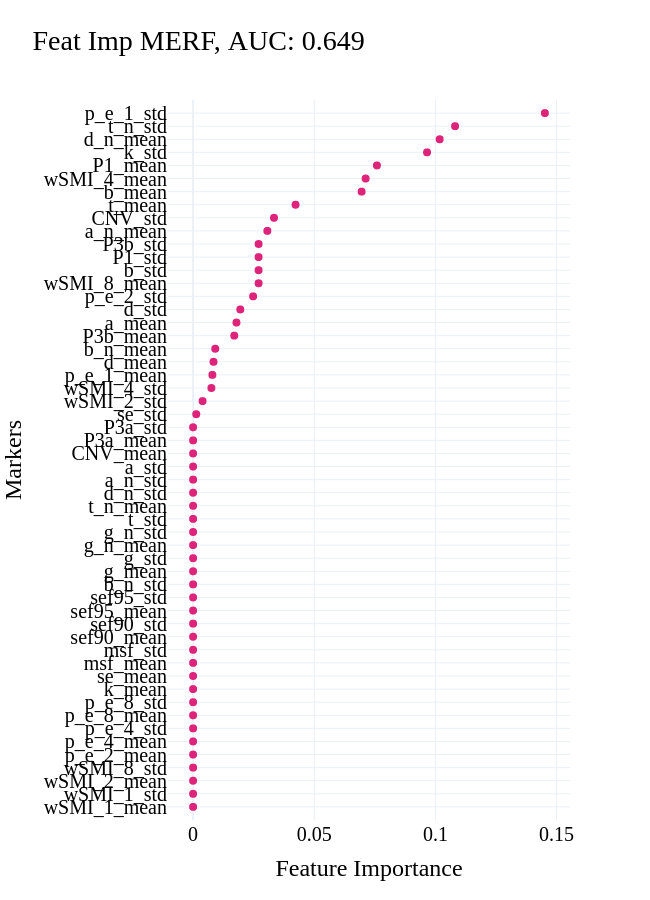 Feat Imp MERF, AUC: 0.649
p_e_1_std
t_n_std
d_n_mean
k_std
P1_mean
wSMI_4_mean
b_mean
t_mean
CNV_std
a_n_mean
P3b_std
P1_std
b_std
wSMI_8_mean
p_e_2_std
d_std
a_mean
P3b_mean
b_n_mean
d_mean
p_e_1_mean
wSMI_4_std
wSMI_2_std
se_std
P3a_std
P3a_mean
CNV_mean
a_std
a_n_std
d_n_std
t_n_mean
t_std
g_n_std
g_n_mean
g_std
g_mean
b_n_std
sef95_std
sef95_mean
sef90_std
sef90_mean
msf_std
msf_mean
se_mean
k_mean
p_e_8_std
p_e_8_mean
p_e_4_std
p_e_4_mean
p_e_2_mean
wSMI_8_std
wSMI_2_mean
wSMI_1_std
wSMI_1_mean
Markers
0 0.05 0.1 0.15
Feature Importance